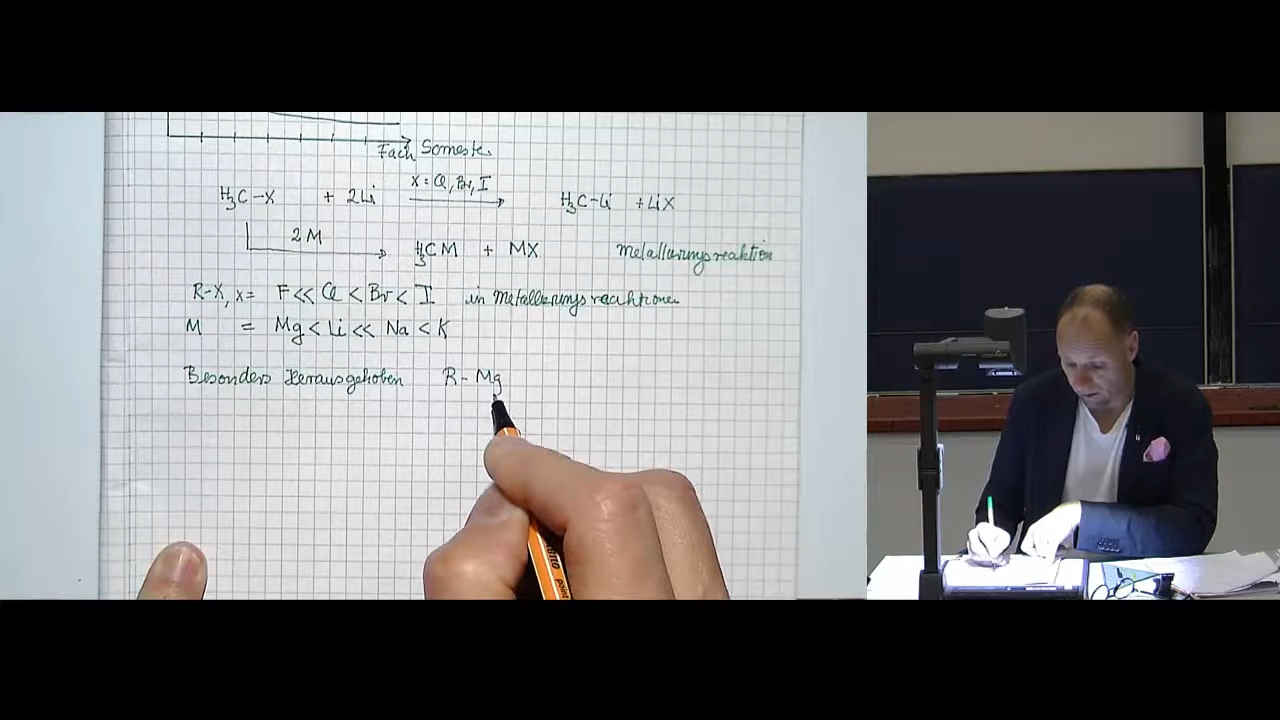 Fach Semester
H₃C-X + 2Li X = Cl, Br, I H₃C-Li + LiX
2 M H₃CM + MX Metallierungsreaktion
R-X, X = F << Cl < Br < I in Metallierungsreaktionen
M = Mg < Li << Na < K
Besonders Herausgehoben R-Mg